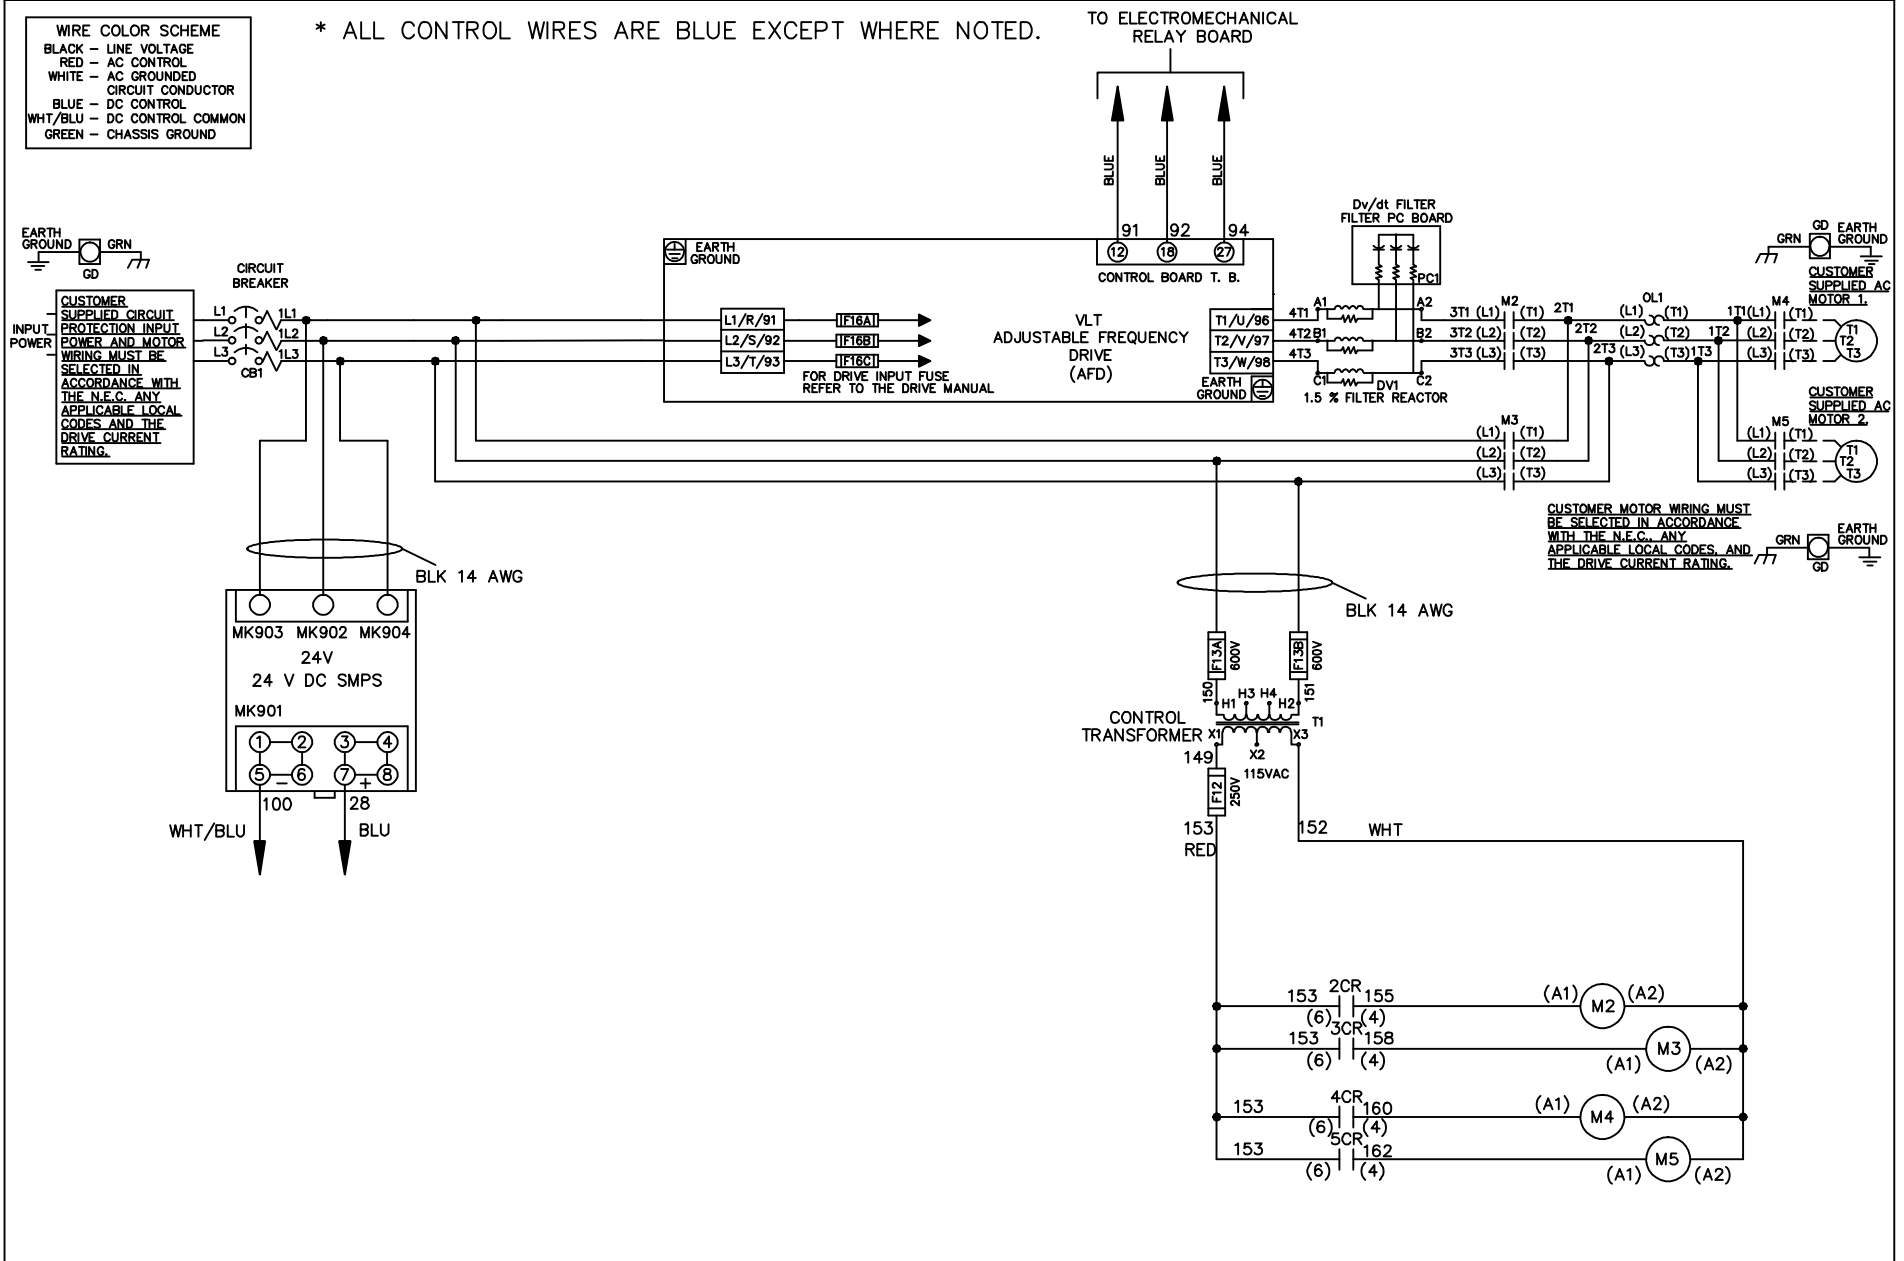 WIRE COLOR SCHEME
BLACK – LINE VOLTAGE
RED – AC CONTROL
WHITE – AC GROUNDED
CIRCUIT CONDUCTOR
BLUE – DC CONTROL
WHT/BLU – DC CONTROL COMMON
GREEN – CHASSIS GROUND
* ALL CONTROL WIRES ARE BLUE EXCEPT WHERE NOTED.
TO ELECTROMECHANICAL
RELAY BOARD
BLUE
BLUE
BLUE
91
92
94
12
18
27
CONTROL BOARD T. B.
EARTH
GROUND
GRN
GD
CIRCUIT
BREAKER
INPUT
POWER
CUSTOMER
SUPPLIED CIRCUIT
PROTECTION INPUT
POWER AND MOTOR
WIRING MUST BE
SELECTED IN
ACCORDANCE WITH
THE N.E.C. ANY
APPLICABLE LOCAL
CODES AND THE
DRIVE CURRENT
RATING.
L1
L2
L3
1L1
1L2
1L3
CB1
EARTH
GROUND
L1/R/91
L2/S/92
L3/T/93
IF16A
IF16B
IF16C
FOR DRIVE INPUT FUSE
REFER TO THE DRIVE MANUAL
VLT
ADJUSTABLE FREQUENCY
DRIVE
(AFD)
T1/U/96
T2/V/97
T3/W/98
EARTH
GROUND
4T1
4T2
4T3
A1
B1
C1
Dv/dt FILTER
FILTER PC BOARD
PC1
A2
B2
C2
DV1
1.5 % FILTER REACTOR
3T1 (L1) M2 (T1) 2T1
3T2 (L2) (T2) 2T2
3T3 (L3) (T3) 2T3
OL1
(L1) (T1)
(L2) (T2)
(L3) (T3)
1T1
1T2
1T3
M4
(L1) (T1)
(L2) (T2)
(L3) (T3)
T1
T2
T3
GRN
GD
EARTH
GROUND
CUSTOMER
SUPPLIED AC
MOTOR 1.
M3
(L1) (T1)
(L2) (T2)
(L3) (T3)
CUSTOMER
SUPPLIED AC
MOTOR 2.
M5
(L1) (T1)
(L2) (T2)
(L3) (T3)
T1
T2
T3
CUSTOMER MOTOR WIRING MUST
BE SELECTED IN ACCORDANCE
WITH THE N.E.C., ANY
APPLICABLE LOCAL CODES, AND
THE DRIVE CURRENT RATING.
GRN
GD
EARTH
GROUND
BLK 14 AWG
MK903 MK902 MK904
24V
24 V DC SMPS
MK901
1 2 3 4
5 6 7 8
– +
100
28
WHT/BLU
BLU
BLK 14 AWG
F13A
600V
F13B
600V
150
151
H1 H3 H4 H2
CONTROL
TRANSFORMER
T1
X1
X2
X3
149
115VAC
F12
250V
153
RED
152
WHT
153 2CR 155 (A1) M2 (A2)
(6) (4)
153 3CR 158
(6) (4) (A1) M3 (A2)
153 4CR 160 (A1) M4 (A2)
(6) (4)
153 5CR 162
(6) (4) (A1) M5 (A2)